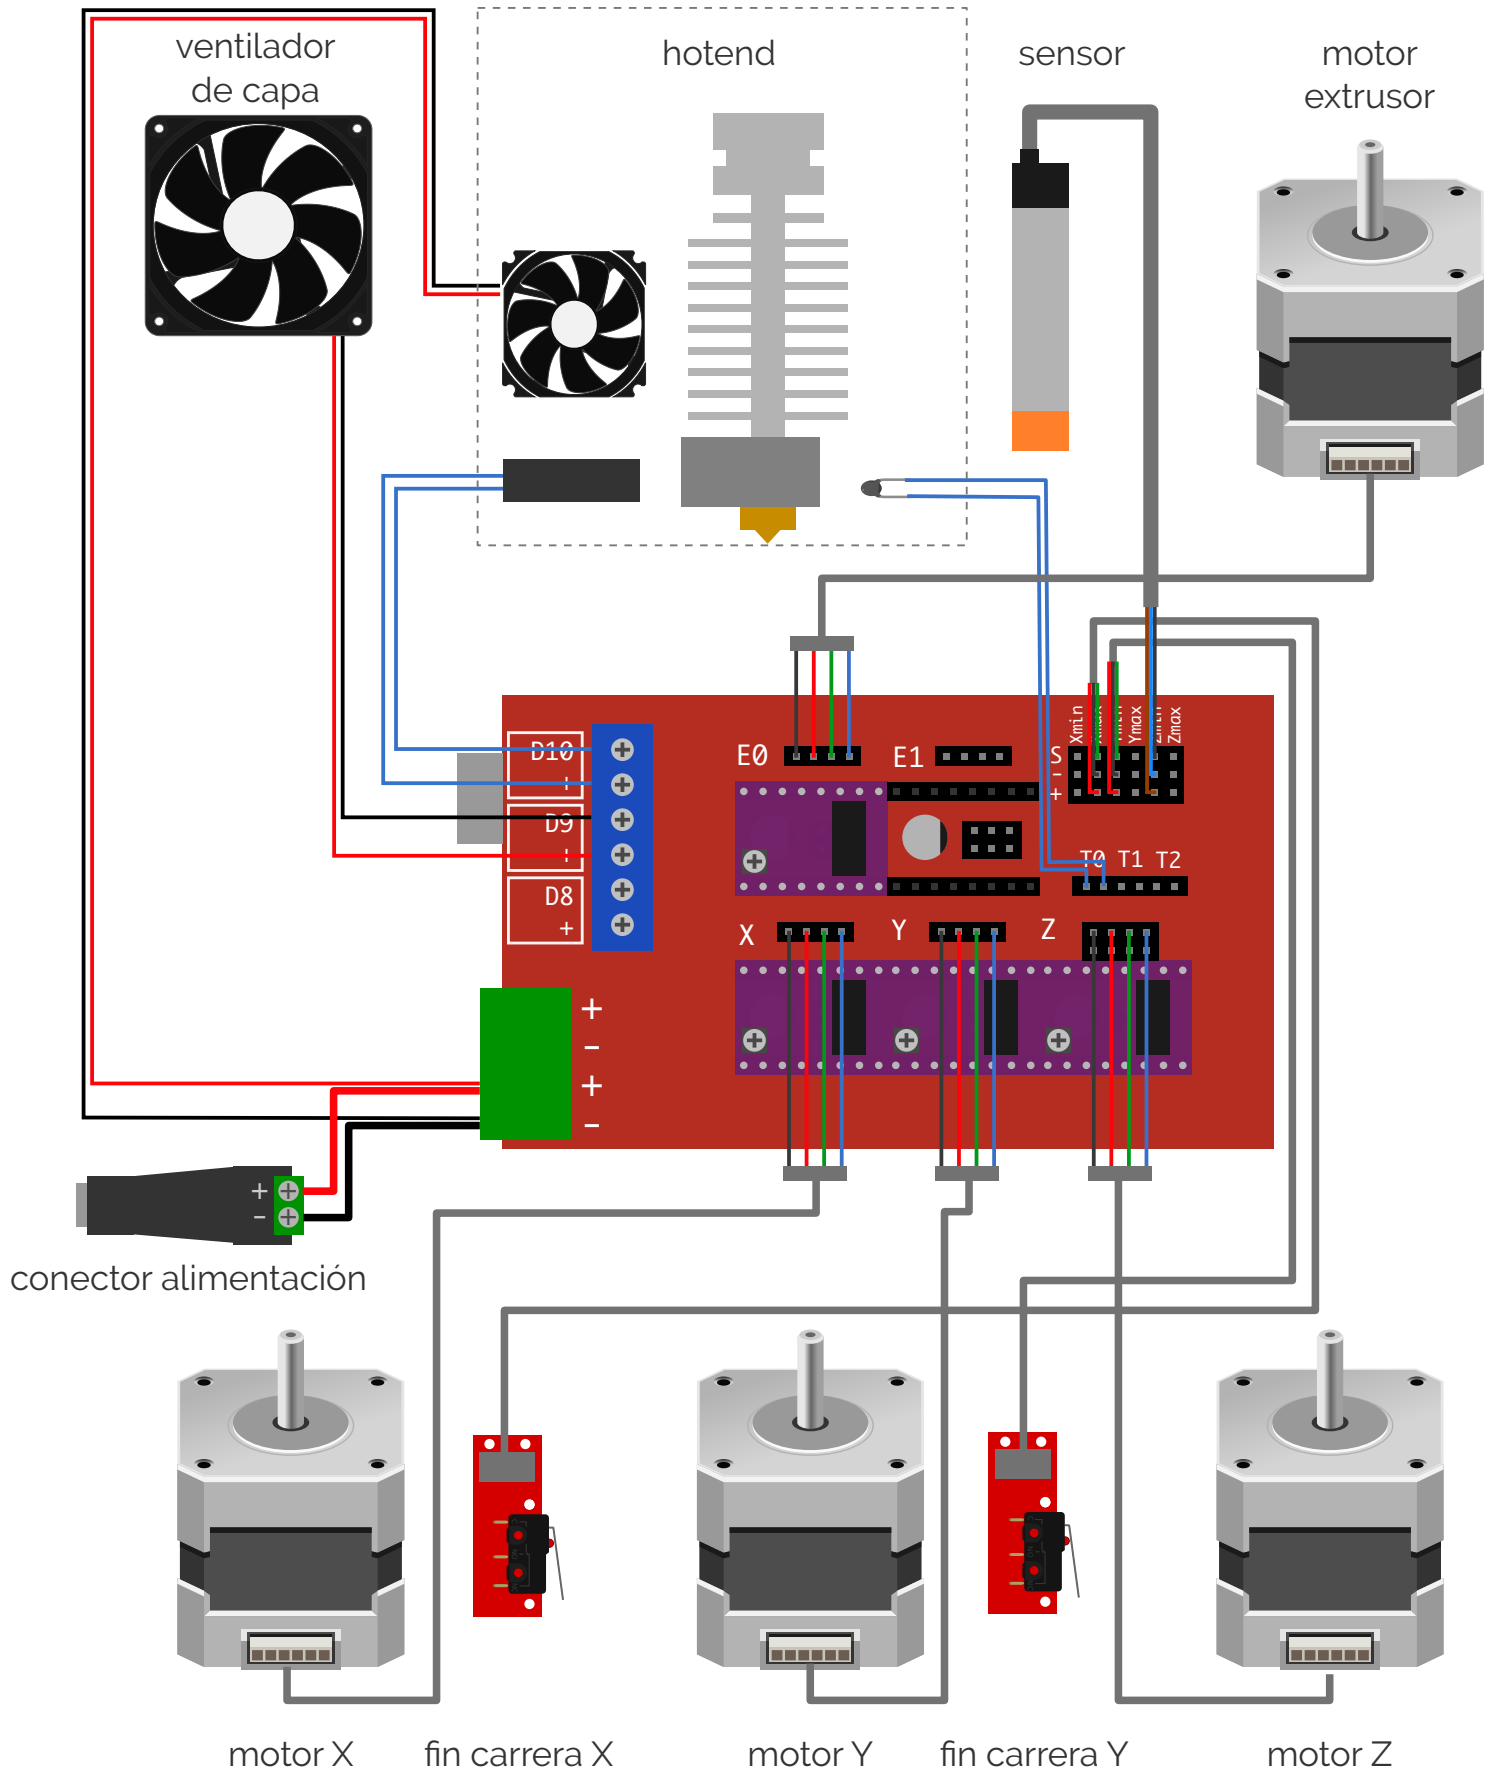 ventilador
de capa
hotend
sensor
motor
extrusor
Xmin
Ymax
Zmax
D10
+
D9
+
D8
+
E0
E1
S
-
+
T0 T1 T2
X
Y
Z
+
-
+
-
+
-
conector alimentación
motor X
fin carrera X
motor Y
fin carrera Y
motor Z